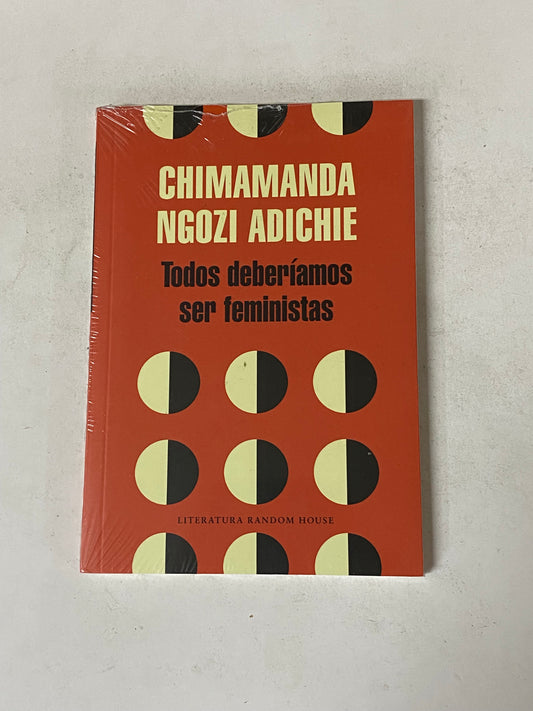 CHIMAMANDA
NGOZI ADICHIE
Todos deberíamos
ser feministas
LITERATURA RANDOM HOUSE